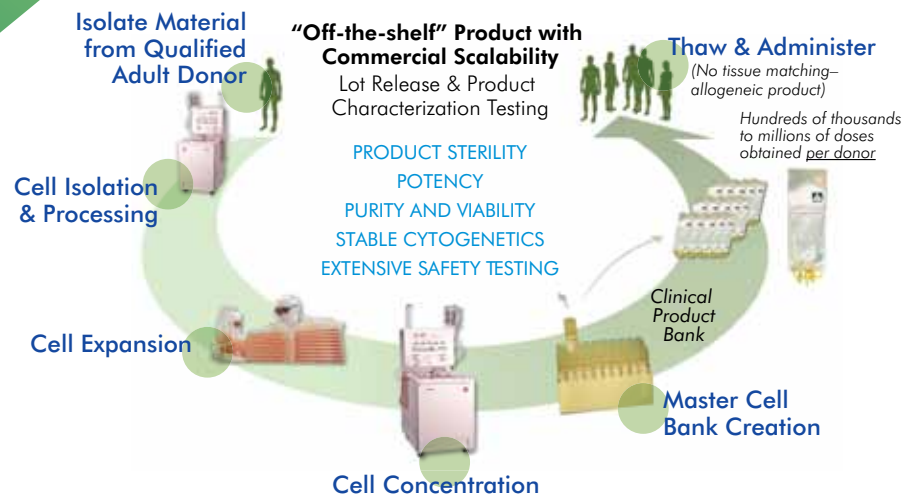 Isolate Material
from Qualified
Adult Donor
“Off-the-shelf” Product with
Commercial Scalability
Lot Release & Product
Characterization Testing
PRODUCT STERILITY
POTENCY
PURITY AND VIABILITY
STABLE CYTOGENETICS
EXTENSIVE SAFETY TESTING
Thaw & Administer
(No tissue matching–
allogeneic product)
Hundreds of thousands
to millions of doses
obtained per donor
Cell Isolation
& Processing
Cell Expansion
Cell Concentration
Master Cell
Bank Creation
Clinical
Product
Bank